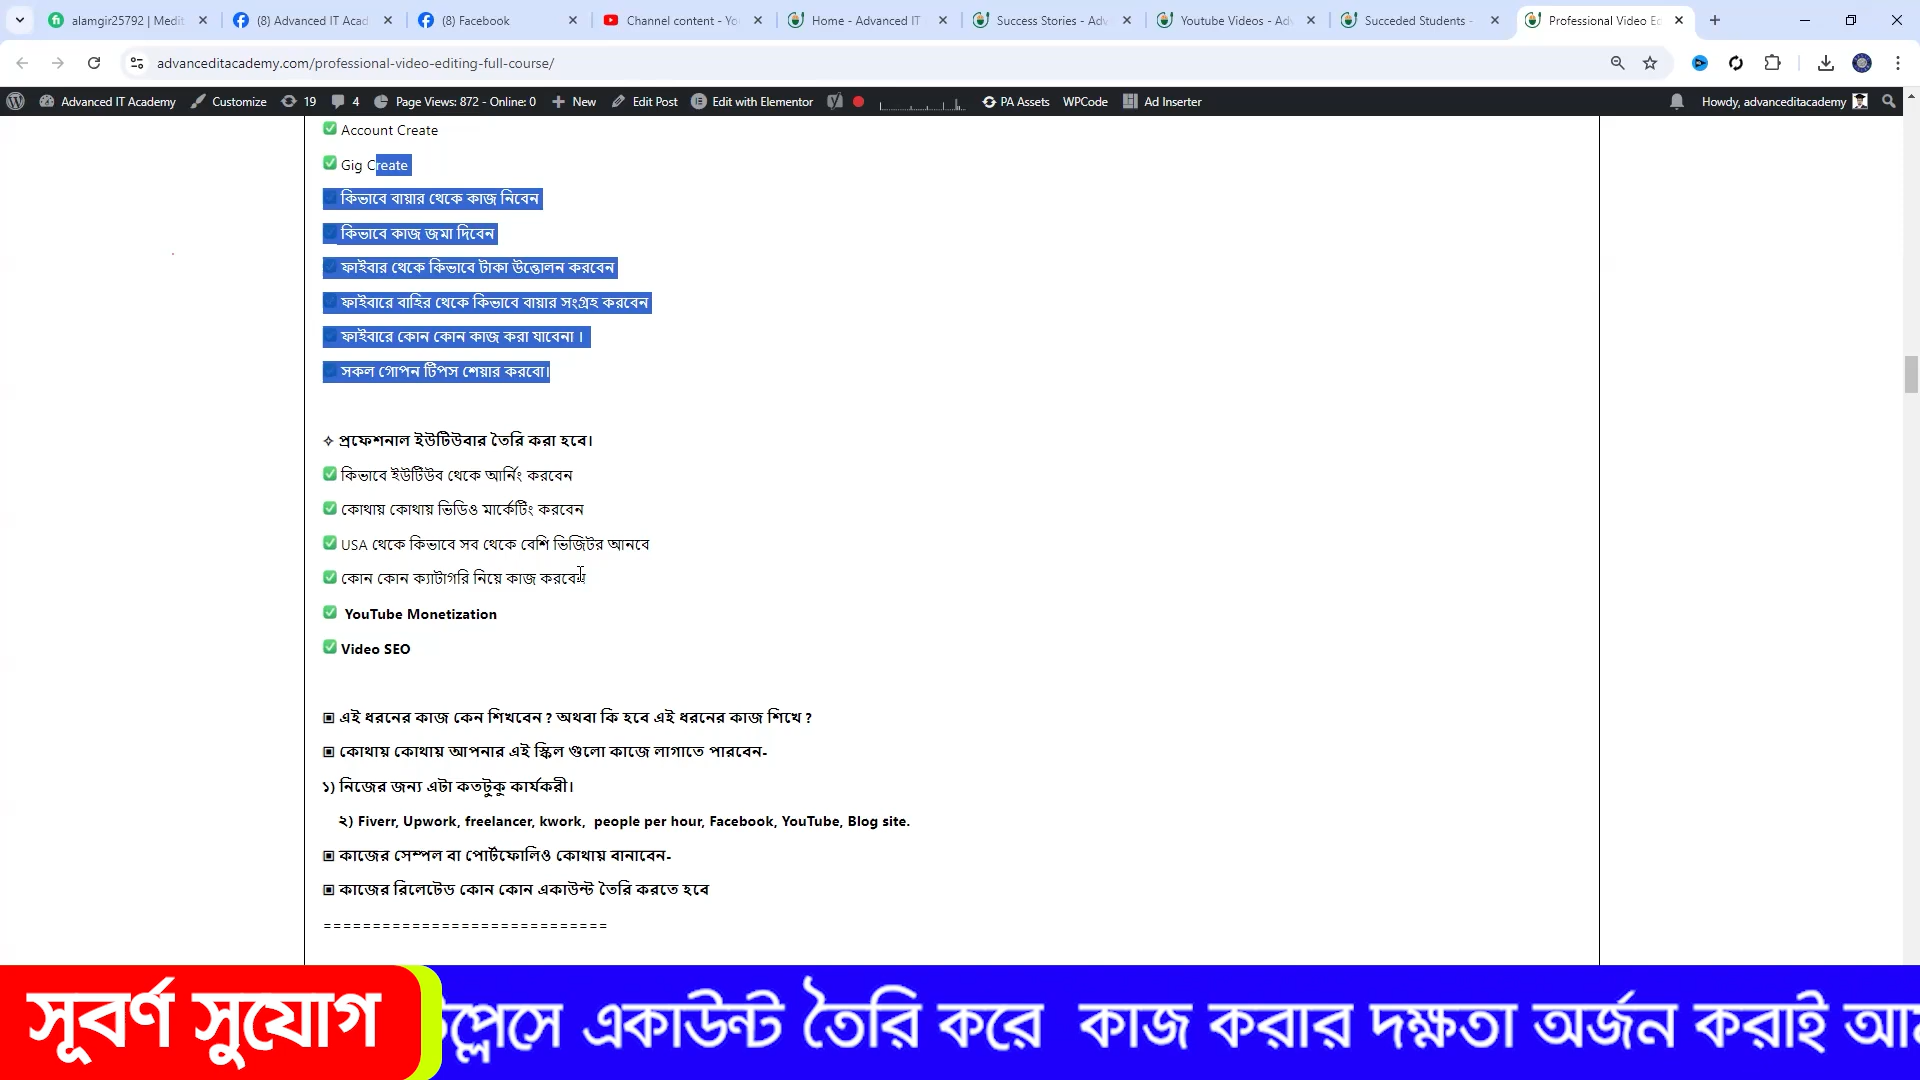 alamgir25792 | Medit
(8) Advanced IT Acad
(8) Facebook
Channel content - Yo
Home - Advanced IT
Success Stories - Adv
Youtube Videos - Adv
Succeded Students -
Professional Video Ed
advanceditacademy.com/professional-video-editing-full-course/
Advanced IT Academy Customize 19 4 Page Views: 872 - Online: 0 New Edit Post Edit with Elementor PA Assets WPCode Ad Inserter Howdy, advanceditacademy
✅ Account Create
✅ Gig Create
✅ কিভাবে বায়ার থেকে কাজ নিবেন
✅ কিভাবে কাজ জমা দিবেন
✅ ফাইবার থেকে কিভাবে টাকা উত্তোলন করবেন
✅ ফাইবারে বাহির থেকে কিভাবে বায়ার সংগ্রহ করবেন
✅ ফাইবারে কোন কোন কাজ করা যাবেনা ।
✅ সকল গোপন টিপস শেয়ার করবো।
✧ প্রফেশনাল ইউটিউবার তৈরি করা হবে।
✅ কিভাবে ইউটিউব থেকে আর্নিং করবেন
✅ কোথায় কোথায় ভিডিও মার্কেটিং করবেন
✅ USA থেকে কিভাবে সব থেকে বেশি ভিজিটর আনবে
✅ কোন কোন ক্যাটাগরি নিয়ে কাজ করবেন
✅ YouTube Monetization
✅ Video SEO
▣ এই ধরনের কাজ কেন শিখবেন ? অথবা কি হবে এই ধরনের কাজ শিখে ?
▣ কোথায় কোথায় আপনার এই স্কিল গুলো কাজে লাগাতে পারবেন-
১) নিজের জন্য এটা কতটুকু কার্যকরী।
২) Fiverr, Upwork, freelancer, kwork, people per hour, Facebook, YouTube, Blog site.
▣ কাজের সেম্পল বা পোর্টফোলিও কোথায় বানাবেন-
▣ কাজের রিলেটেড কোন কোন একাউন্ট তৈরি করতে হবে
============================
সূবর্ণ সুযোগ
প্লেসে একাউন্ট তৈরি করে কাজ করার দক্ষতা অর্জন করাই